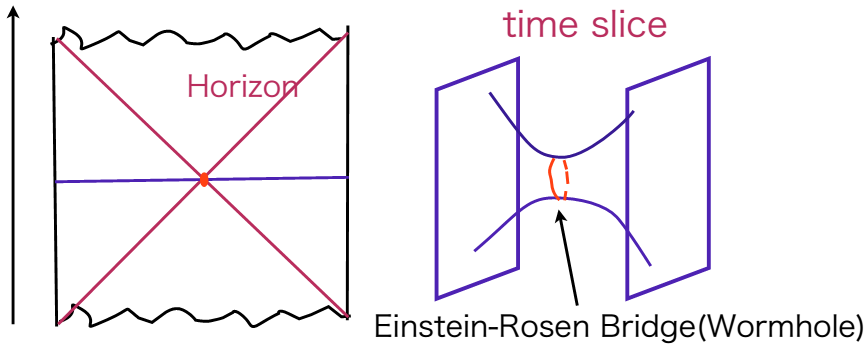 time slice
Horizon
Einstein-Rosen Bridge(Wormhole)